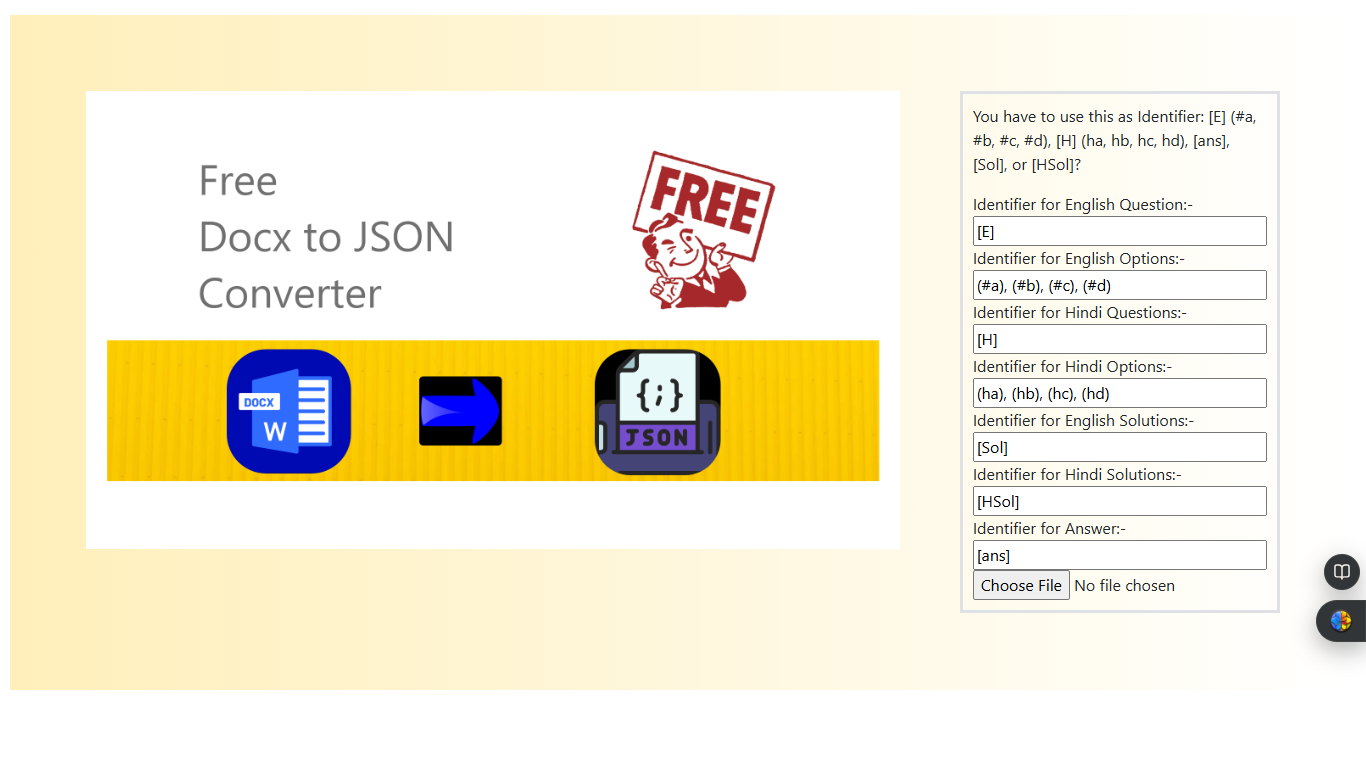 Free
Docx to JSON
Converter
FREE
DOCX
W
{;}
JSON
You have to use this as Identifier: [E] (#a,
#b, #c, #d), [H] (ha, hb, hc, hd), [ans],
[Sol], or [HSol]?
Identifier for English Question:-
[E]
Identifier for English Options:-
(#a), (#b), (#c), (#d)
Identifier for Hindi Questions:-
[H]
Identifier for Hindi Options:-
(ha), (hb), (hc), (hd)
Identifier for English Solutions:-
[Sol]
Identifier for Hindi Solutions:-
[HSol]
Identifier for Answer:-
[ans]
Choose File No file chosen